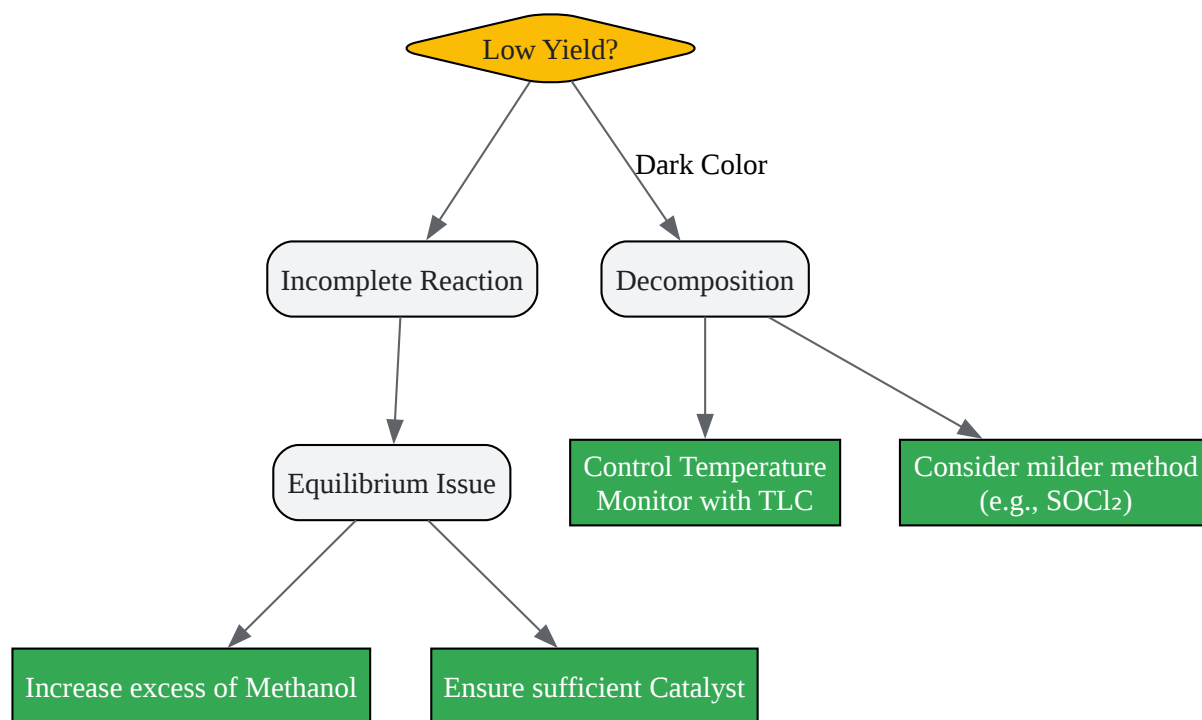 Low Yield?
Dark Color
Incomplete Reaction
Decomposition
Equilibrium Issue
Control Temperature
Monitor with TLC
Consider milder method
(e.g., SOCl₂)
Increase excess of Methanol
Ensure sufficient Catalyst